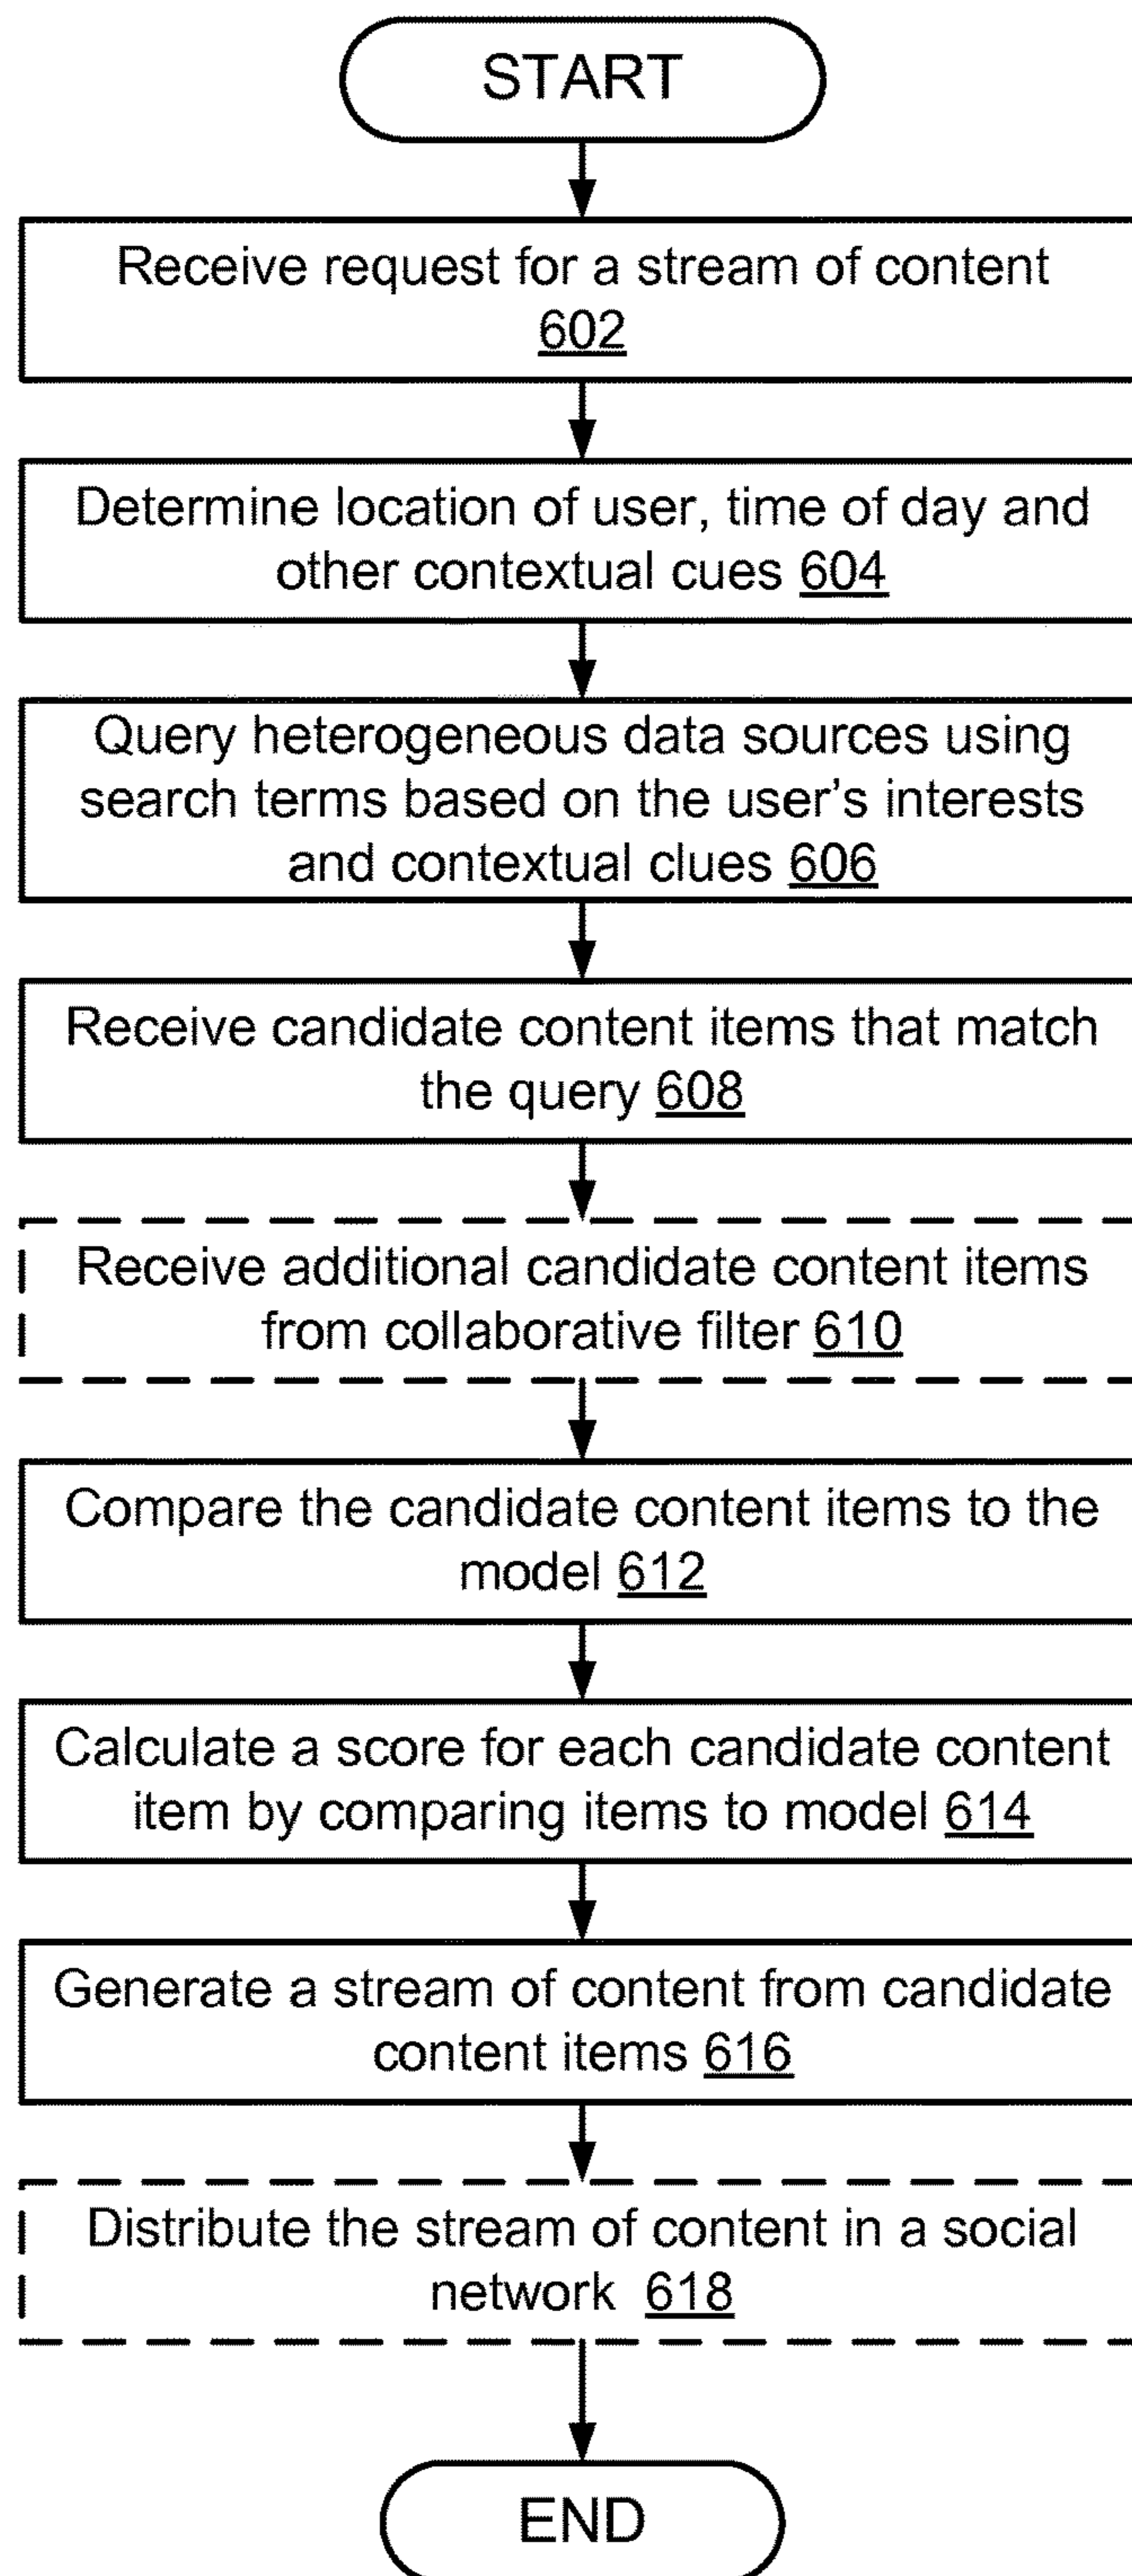 START
Receive request for a stream of content
602
Determine location of user, time of day and
other contextual cues 604
Query heterogeneous data sources using
search terms based on the user's interests
and contextual clues 606
Receive candidate content items that match
the query 608
Receive additional candidate content items
from collaborative filter 610
Compare the candidate content items to the
model 612
Calculate a score for each candidate content
item by comparing items to model 614
Generate a stream of content from candidate
content items 616
Distribute the stream of content in a social
network 618
END